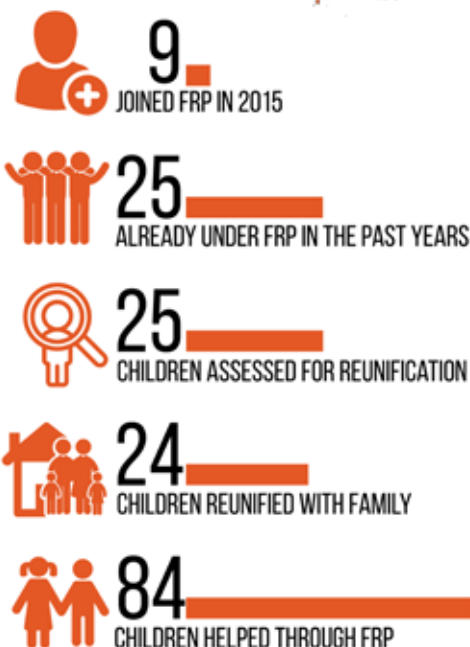 9
JOINED FRP IN 2015
25
ALREADY UNDER FRP IN THE PAST YEARS
25
CHILDREN ASSESSED FOR REUNIFICATION
24
CHILDREN REUNIFIED WITH FAMILY
84
CHILDREN HELPED THROUGH FRP